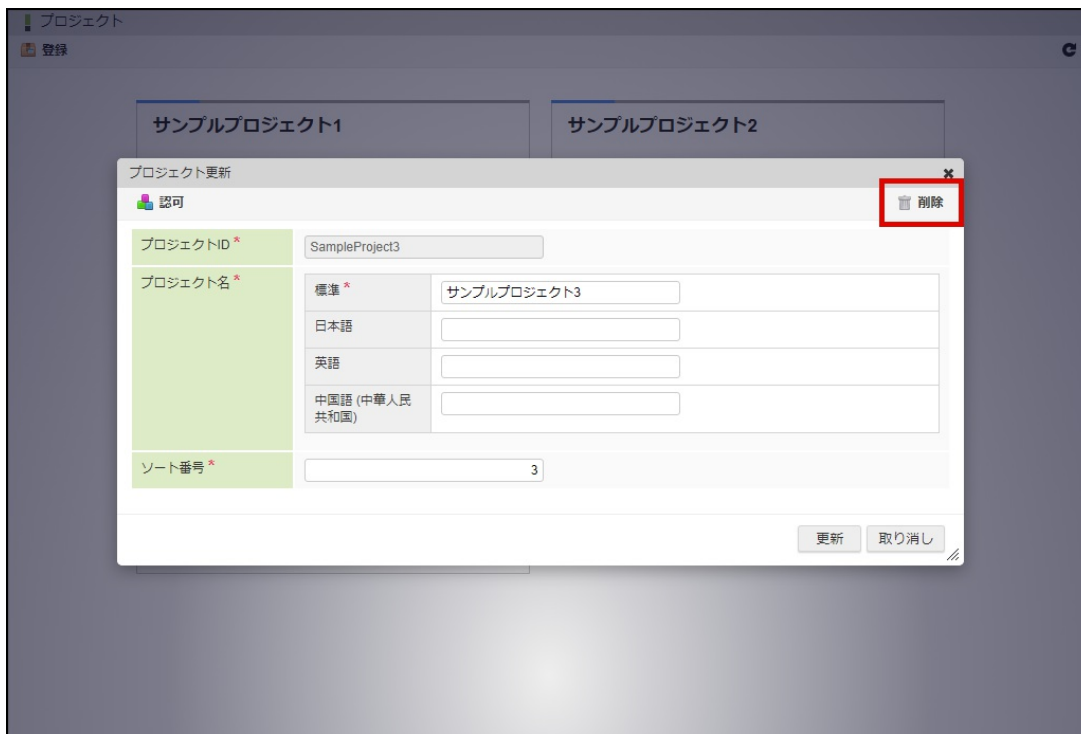 プロジェクト
登録
サンプルプロジェクト1
サンプルプロジェクト2
プロジェクト更新
認可
削除
プロジェクトID *
SampleProject3
プロジェクト名 *
標準 *
サンプルプロジェクト3
日本語
英語
中国語 (中華人民
共和国)
ソート番号 *
3
更新
取り消し